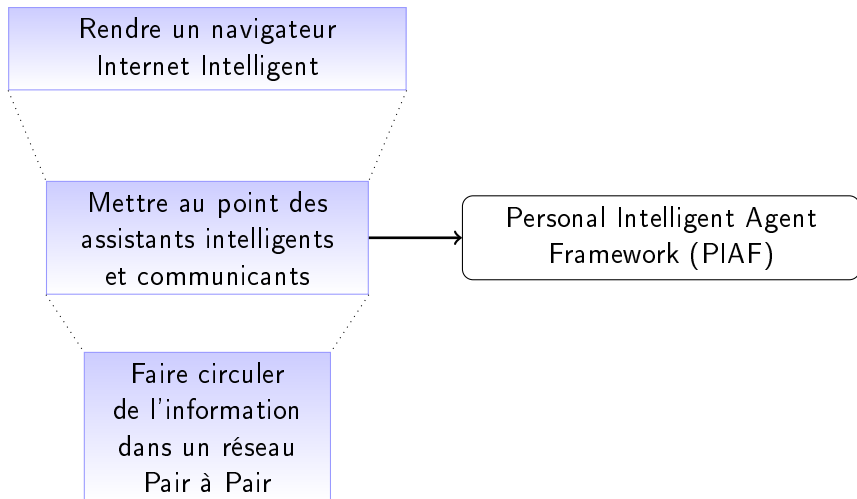 Rendre un navigateur
Internet Intelligent
Mettre au point des
assistants intelligents
et communicants
Personal Intelligent Agent
Framework (PIAF)
Faire circuler
de l'information
dans un réseau
Pair à Pair